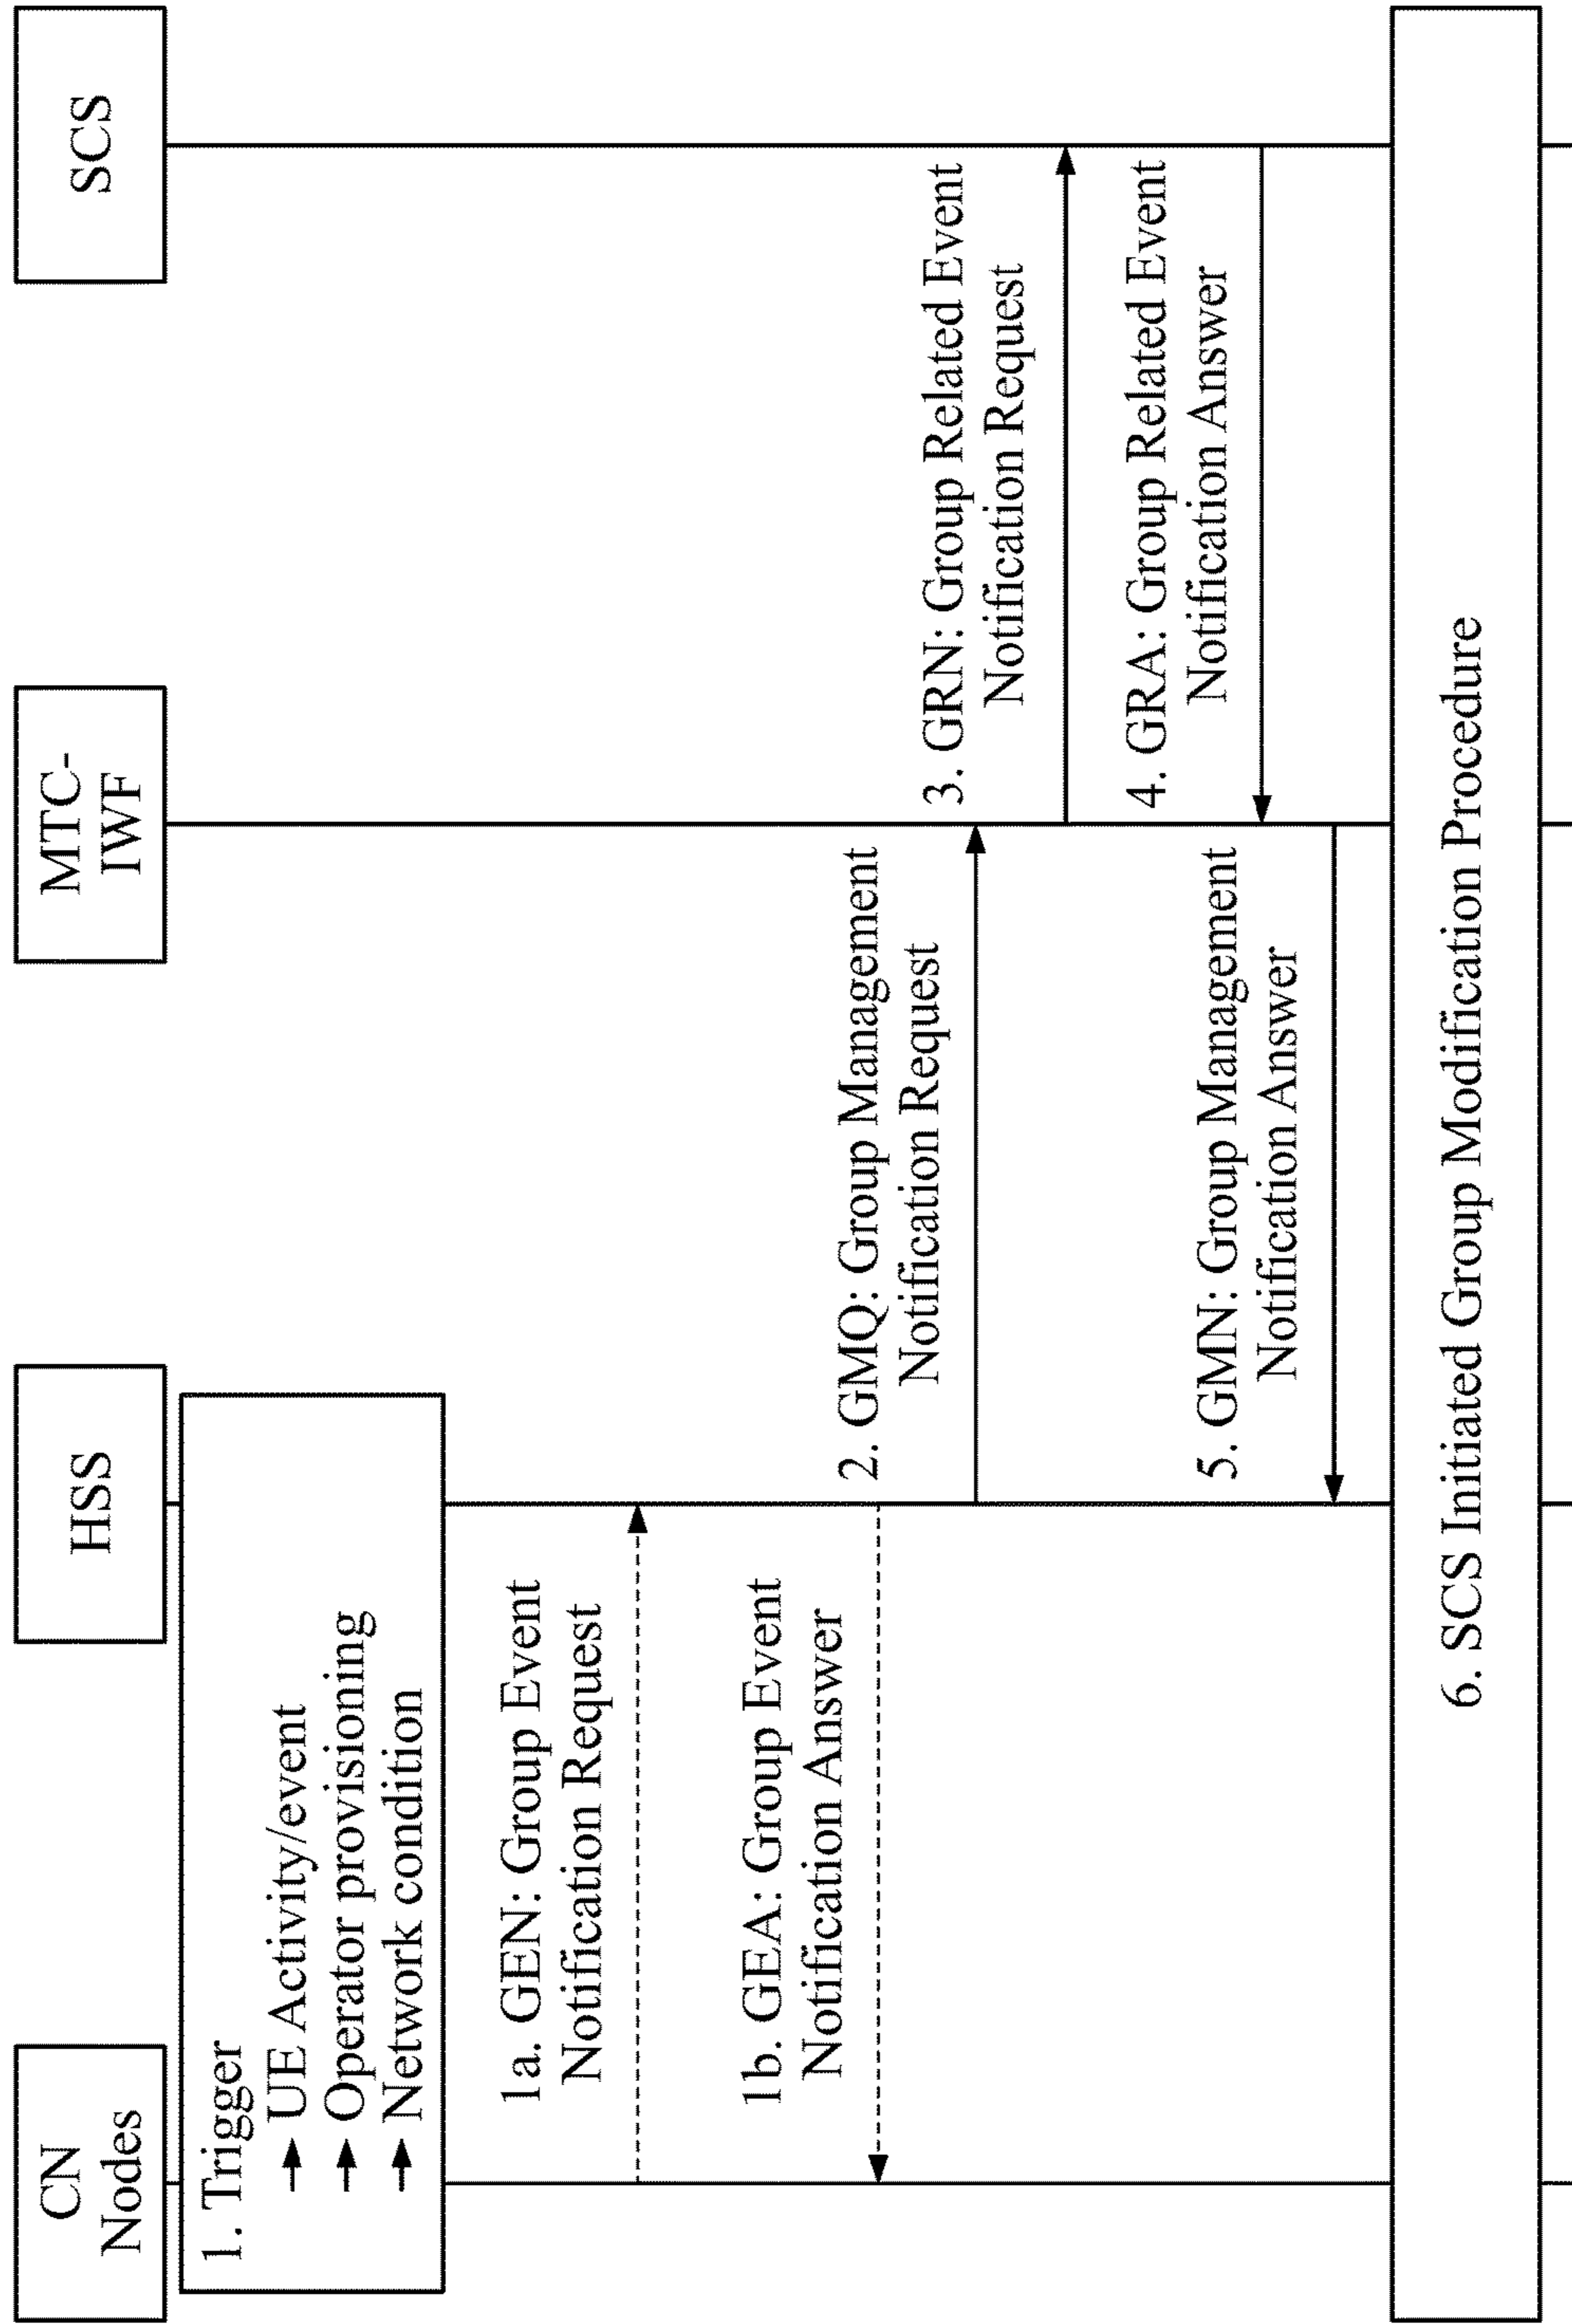 CN
Nodes
HSS
MTC-
IWF
SCS
1. Trigger
UE Activity/event
Operator provisioning
Network condition
1a. GEN: Group Event
Notification Request
1b. GEA: Group Event
Notification Answer
2. GMQ: Group Management
Notification Request
3. GRN: Group Related Event
Notification Request
4. GRA: Group Related Event
Notification Answer
5. GMN: Group Management
Notification Answer
6. SCS Initiated Group Modification Procedure